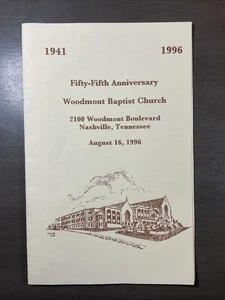 1941 1996
Fifty-Fifth Anniversary
Woodmont Baptist Church
2100 Woodmont Boulevard
Nashville, Tennessee
August 16, 1996